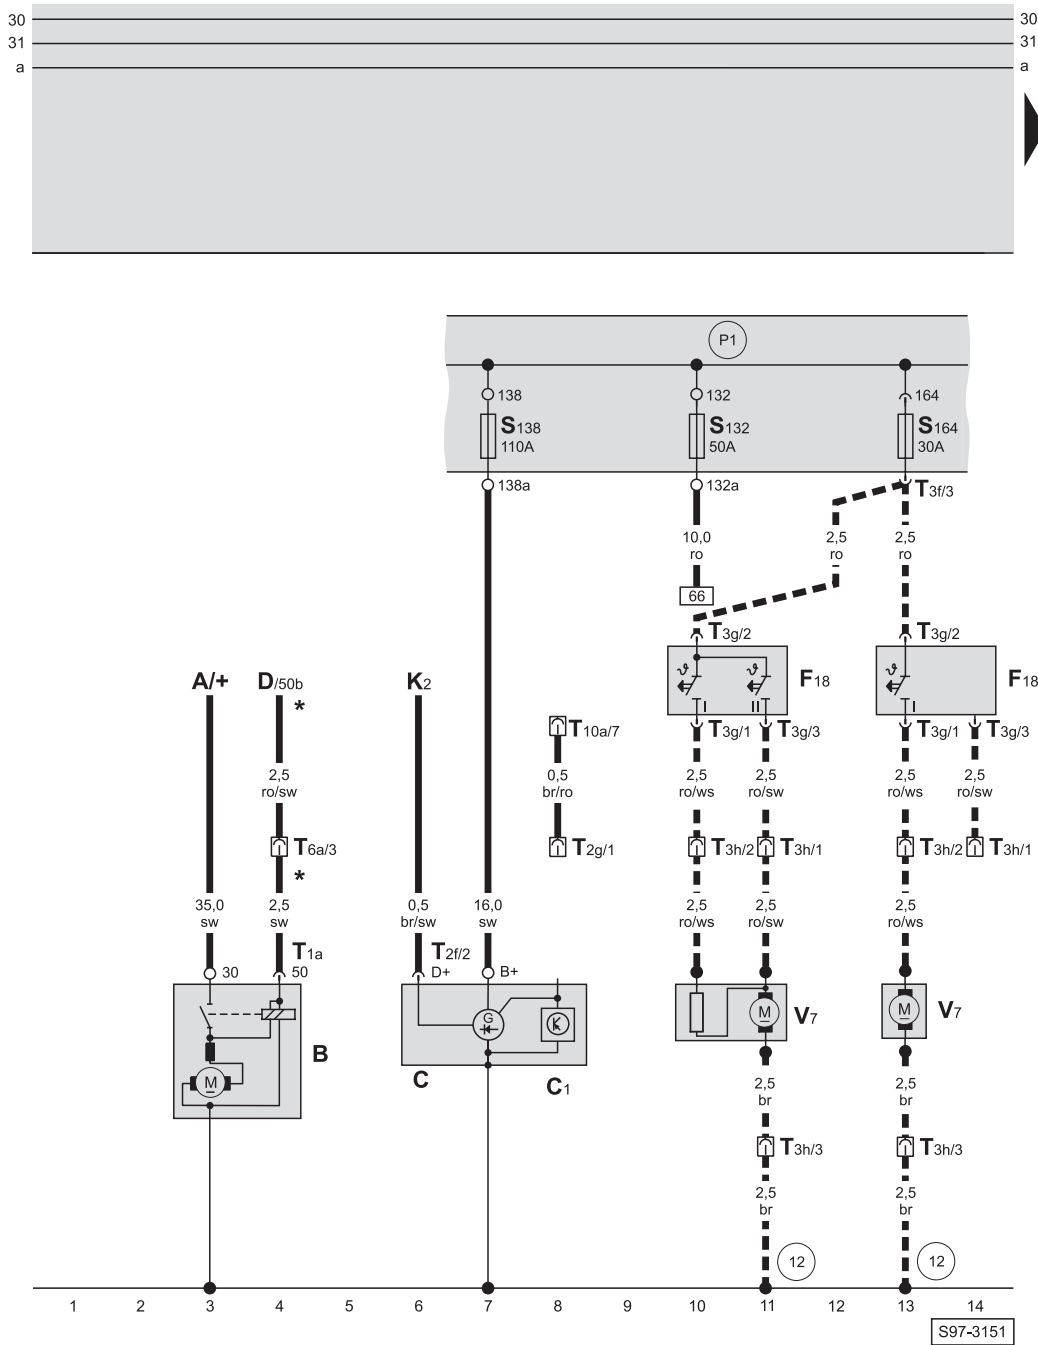 30 30
31 31
a a
P1
138 132 164
S138 S132 S164
110A 50A 30A
138a 132a T3f/3
10,0 2,5 2,5
ro ro ro
66
T3g/2 T3g/2
A/+ D/50b K2 F18 F18
*
I II I
T10a/7 T3g/1 T3g/3 T3g/1 T3g/3
2,5 0,5 2,5 2,5 2,5 2,5
ro/sw br/ro ro/ws ro/sw ro/ws ro/sw
T6a/3 T2g/1 T3h/2 T3h/1 T3h/2 T3h/1
*
35,0 2,5 0,5 16,0 2,5 2,5 2,5
sw sw br/sw sw ro/ws ro/sw ro/ws
T1a T2f/2
30 50 D+ B+
G M V7 M V7
B
M C C1
2,5 2,5
br br
T3h/3 T3h/3
2,5 2,5
br br
12 12
1 2 3 4 5 6 7 8 9 10 11 12 13 14
S97-3151